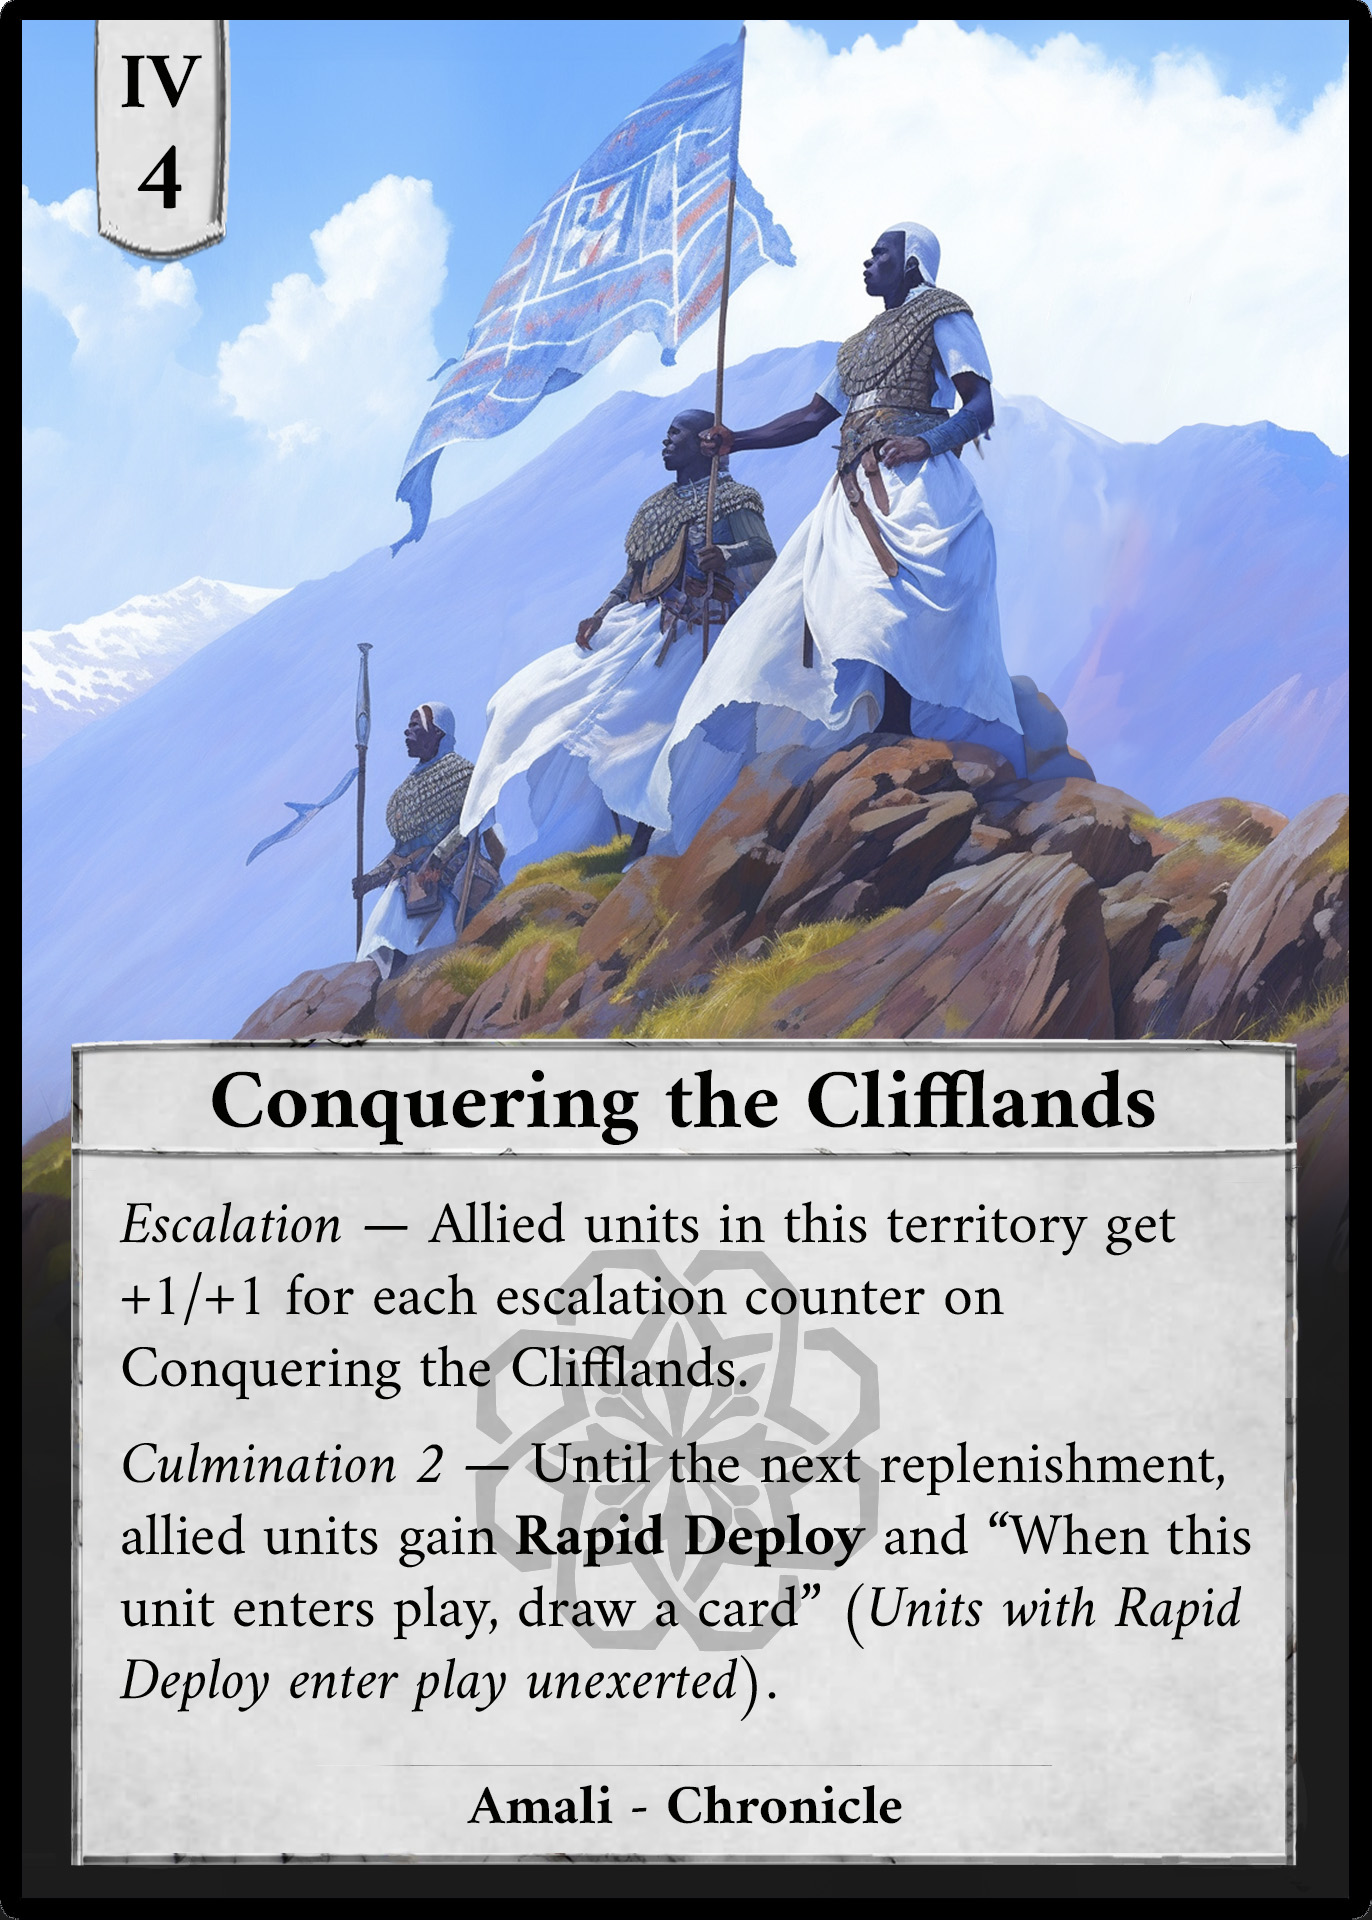 IV
4
Conquering the Clifflands
Escalation — Allied units in this territory get
+1/+1 for each escalation counter on
Conquering the Clifflands.
Culmination 2 — Until the next replenishment,
allied units gain Rapid Deploy and “When this
unit enters play, draw a card” (Units with Rapid
Deploy enter play unexerted).
Amali - Chronicle